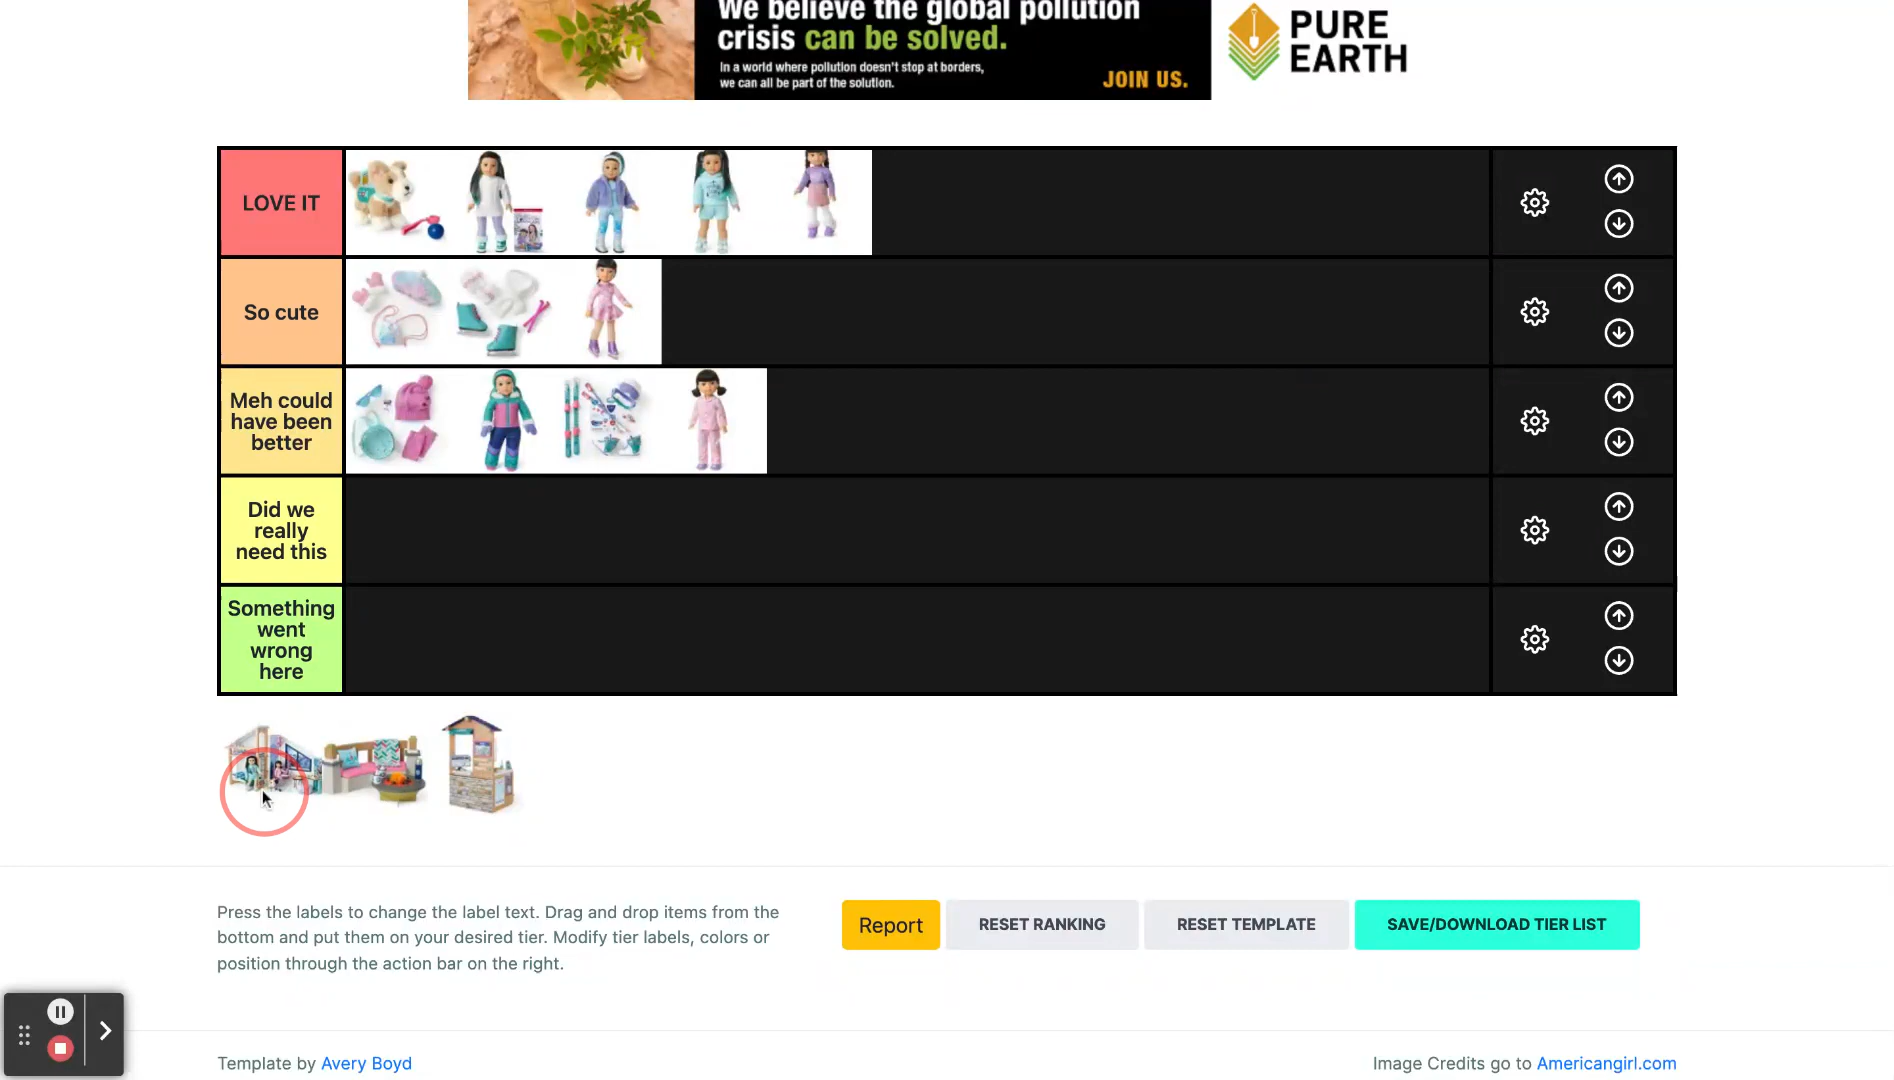 We believe the global pollution
crisis can be solved.
In a world where pollution doesn't stop at borders,
we can all be part of the solution.
JOIN US.
PURE
EARTH
LOVE IT
So cute
Meh could
have been
better
Did we
really
need this
Something
went
wrong
here
Press the labels to change the label text. Drag and drop items from the
bottom and put them on your desired tier. Modify tier labels, colors or
position through the action bar on the right.
Report
RESET RANKING
RESET TEMPLATE
SAVE/DOWNLOAD TIER LIST
Template by Avery Boyd
Image Credits go to Americangirl.com